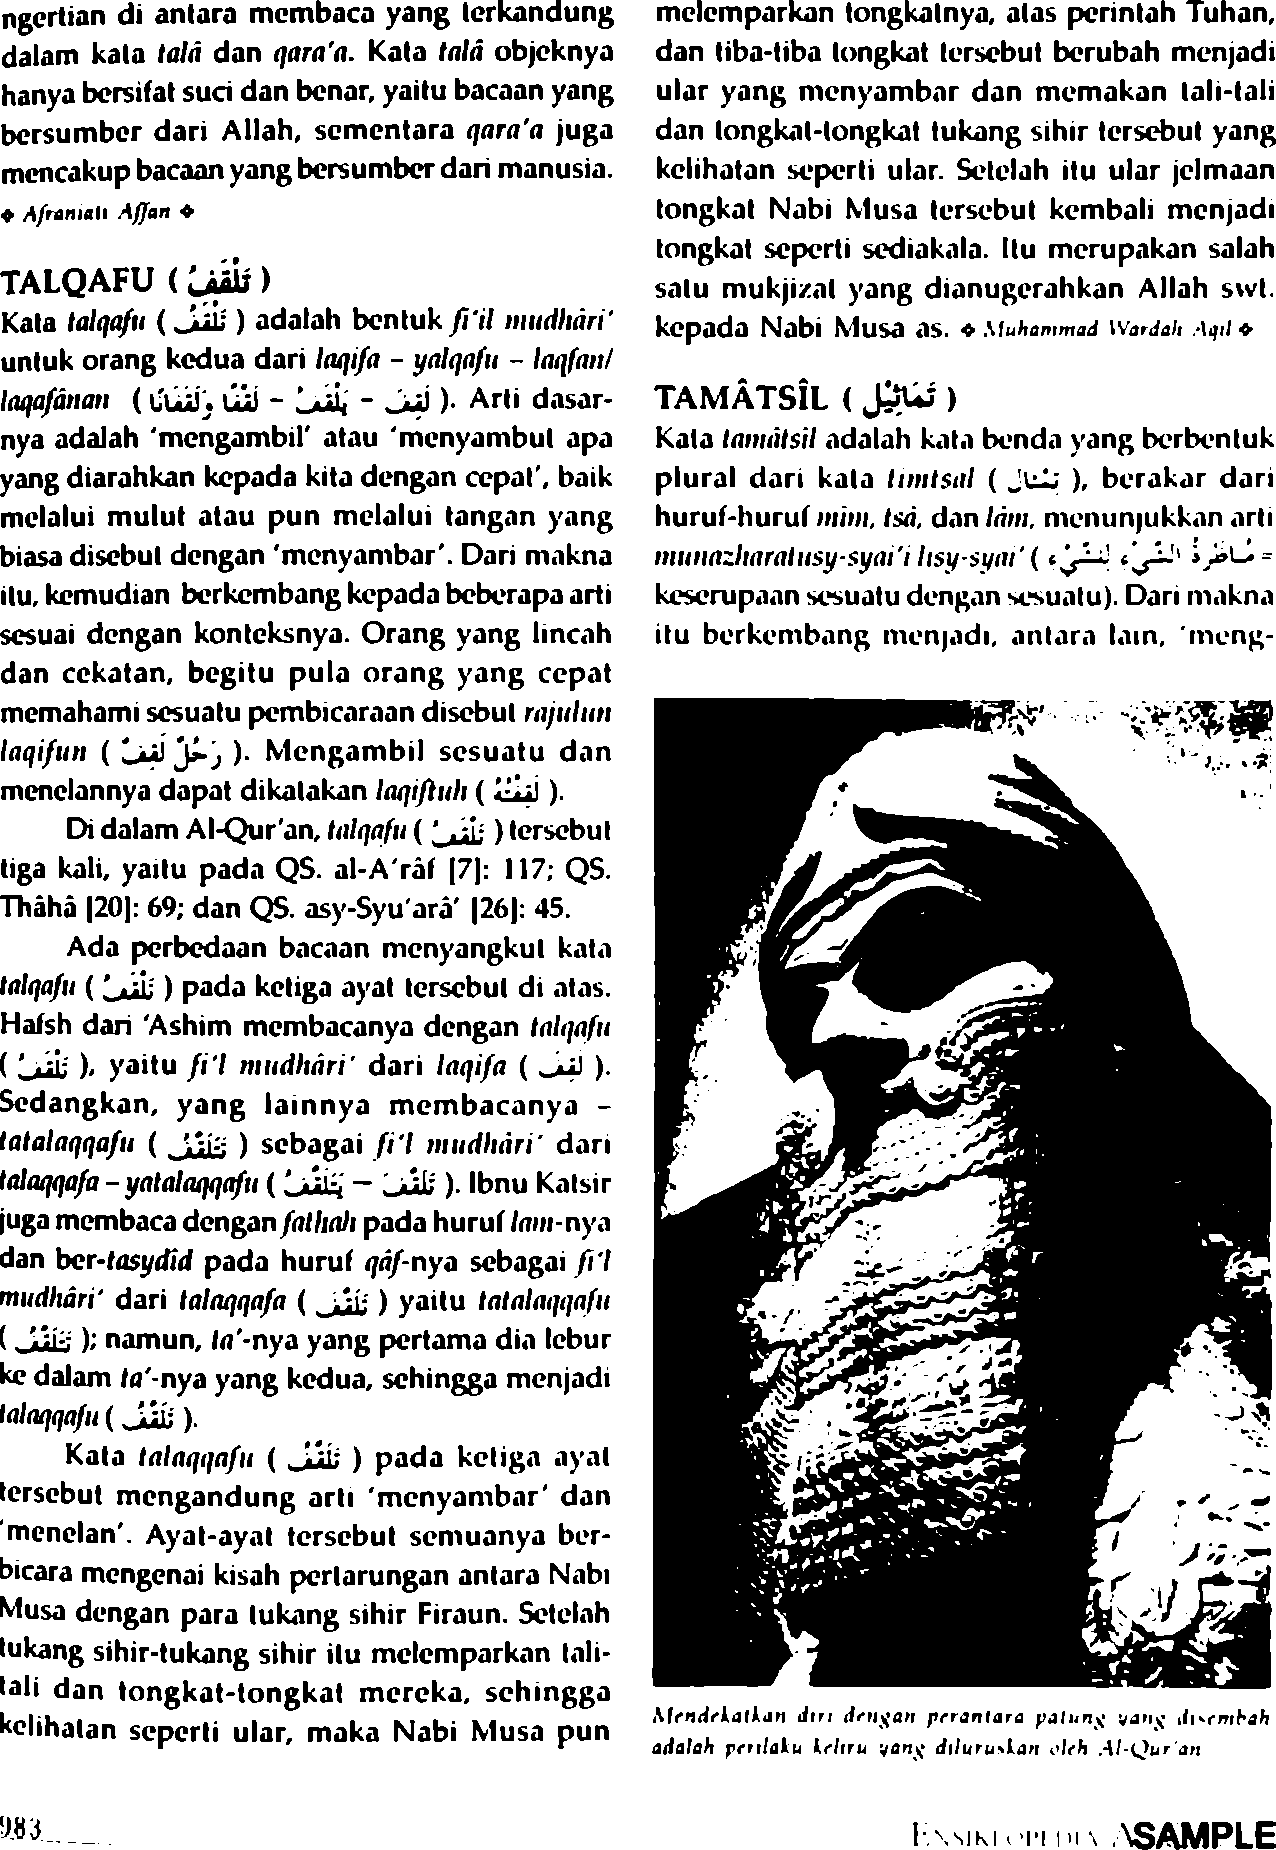 ngertian di antara membaca yang terkandung
dalam kata talâ dan qara'a. Kata talâ objeknya
hanya bersifat suci dan benar, yaitu bacaan yang
bersumber dari Allah, sementara qara'a juga
mencakup bacaan yang bersumber dari manusia.
◆ Afraniati Affan ◆
TALQAFU ( تَلْقَفُ )
Kata talqafu ( تَلْقَفُ ) adalah bentuk fi'il mudhâri'
untuk orang kedua dari laqifa – yalqafu – laqfan/
laqafânan ( لَقِفَ – يَلْقَفُ – لَقْفًا وَلَقَفَانًا ). Arti dasar-
nya adalah 'mengambil' atau 'menyambut apa
yang diarahkan kepada kita dengan cepat', baik
melalui mulut atau pun melalui tangan yang
biasa disebut dengan 'menyambar'. Dari makna
itu, kemudian berkembang kepada beberapa arti
sesuai dengan konteksnya. Orang yang lincah
dan cekatan, begitu pula orang yang cepat
memahami sesuatu pembicaraan disebut rajulun
laqifun ( رَجُلٌ لَقِفٌ ). Mengambil sesuatu dan
menelannya dapat dikatakan laqiftuh ( لَقِفْتُهُ ).
Di dalam Al-Qur'an, talqafu ( تَلْقَفُ ) tersebut
tiga kali, yaitu pada QS. al-A'râf [7]: 117; QS.
Thâhâ [20]: 69; dan QS. asy-Syu'arâ' [26]: 45.
Ada perbedaan bacaan menyangkut kata
talqafu ( تَلْقَفُ ) pada ketiga ayat tersebut di atas.
Hafsh dari 'Ashim membacanya dengan talqafu
( تَلْقَفُ ), yaitu fi'l mudhâri' dari laqifa ( لَقِفَ ).
Sedangkan, yang lainnya membacanya –
tatalaqqafu ( تَتَلَقَّفُ ) sebagai fi'l mudhâri' dari
talaqqafa – yatalaqqafu ( تَلَقَّفَ – يَتَلَقَّفُ ). Ibnu Katsir
juga membaca dengan fathah pada huruf lam-nya
dan ber-tasydîd pada huruf qâf-nya sebagai fi'l
mudhâri' dari talaqqafa ( تَلَقَّفَ ) yaitu tatalaqqafu
( تَتَلَقَّفُ ); namun, ta'-nya yang pertama dia lebur
ke dalam ta'-nya yang kedua, sehingga menjadi
talaqqafu ( تَلَقَّفُ ).
Kata talaqqafu ( تَلَقَّفُ ) pada ketiga ayat
tersebut mengandung arti 'menyambar' dan
'menelan'. Ayat-ayat tersebut semuanya ber-
bicara mengenai kisah pertarungan antara Nabi
Musa dengan para tukang sihir Firaun. Setelah
tukang sihir-tukang sihir itu melemparkan tali-
tali dan tongkat-tongkat mereka, sehingga
kelihatan seperti ular, maka Nabi Musa pun
melemparkan tongkatnya, atas perintah Tuhan,
dan tiba-tiba tongkat tersebut berubah menjadi
ular yang menyambar dan memakan tali-tali
dan tongkat-tongkat tukang sihir tersebut yang
kelihatan seperti ular. Setelah itu ular jelmaan
tongkat Nabi Musa tersebut kembali menjadi
tongkat seperti sediakala. Itu merupakan salah
satu mukjizat yang dianugerahkan Allah swt.
kepada Nabi Musa as. ◆ Muhammad Wardah Aqil ◆
TAMÂTSÎL ( تَمَاثِيْل )
Kata tamâtsîl adalah kata benda yang berbentuk
plural dari kata timtsal ( تِمْثَال ), berakar dari
huruf-huruf mîm, tsâ, dan lâm, menunjukkan arti
munazharatusy-syai'i lisy-syai' ( مُنَاظَرَةُ الشَّيْءِ لِلشَّيْءِ =
keserupaan sesuatu dengan sesuatu). Dari makna
itu berkembang menjadi, antara lain, 'meng-
Mendekatkan diri dengan perantara patung yang disembah
adalah perilaku keliru yang diluruskan oleh Al-Qur'an
983
ENSIKLOPEDIA ASAMPLE